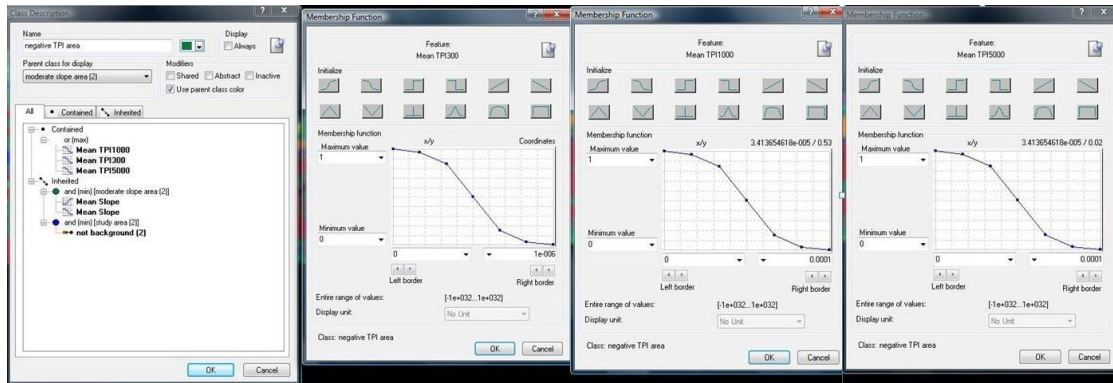 Class Description
Name
negative TPI area
Display
Always
Parent class for display
moderate slope area (2)
Modifiers
Shared Abstract Inactive
Use parent class color
All Contained Inherited
Contained
or (max)
Mean TPI1000
Mean TPI300
Mean TPI5000
Inherited
and (min) [moderate slope area (2)]
Mean Slope
Mean Slope
and (min) [study area (2)]
not background (2)
OK Cancel
Membership Function
Feature:
Mean TPI300
Initialize
Membership function
Maximum value x/y Coordinates
1
Minimum value
0
0 1e-006
Left border Right border
Entire range of values: [-1e+032...1e+032]
Display unit: No Unit
Class: negative TPI area
OK Cancel
Membership Function
Feature:
Mean TPI1000
Initialize
Membership function
Maximum value x/y 3.413654618e-005 / 0.53
1
Minimum value
0
0 0.0001
Left border Right border
Entire range of values: [-1e+032...1e+032]
Display unit: No Unit
Class: negative TPI area
OK Cancel
Membership Function
Feature:
Mean TPI5000
Initialize
Membership function
Maximum value x/y 3.413654618e-005 / 0.02
1
Minimum value
0
0 0.0001
Left border Right border
Entire range of values: [-1e+032...1e+032]
Display unit: No Unit
Class: negative TPI area
OK Cancel